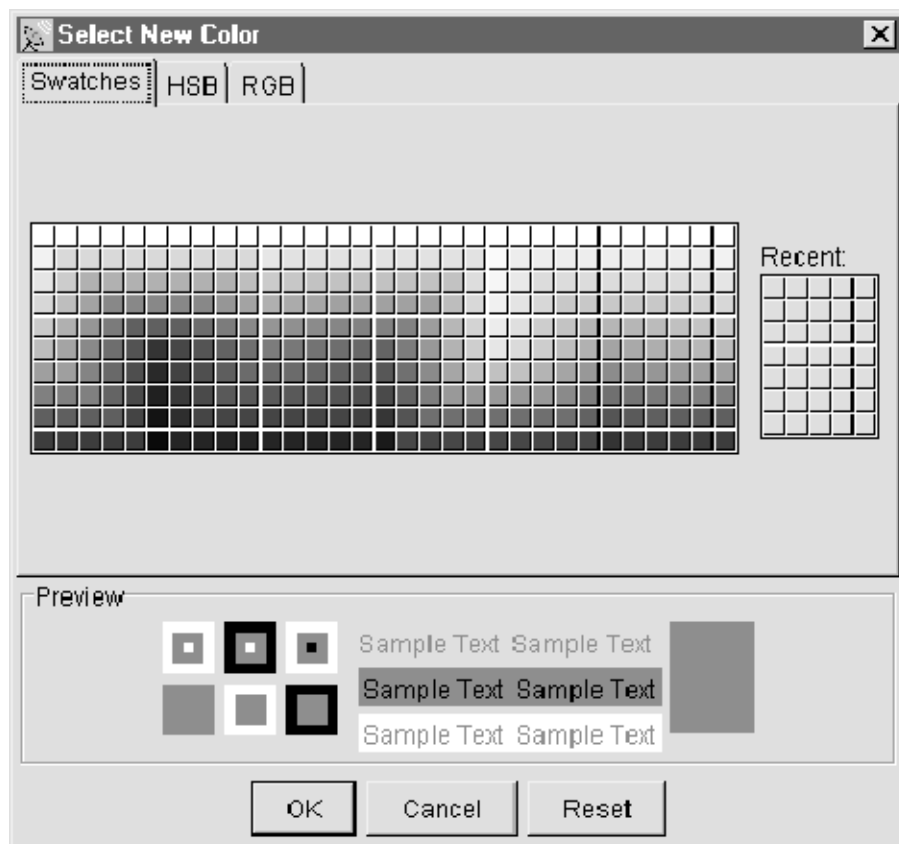 Select New Color
Swatches HSB RGB
Recent:
Preview
Sample Text Sample Text
Sample Text Sample Text
Sample Text Sample Text
OK Cancel Reset